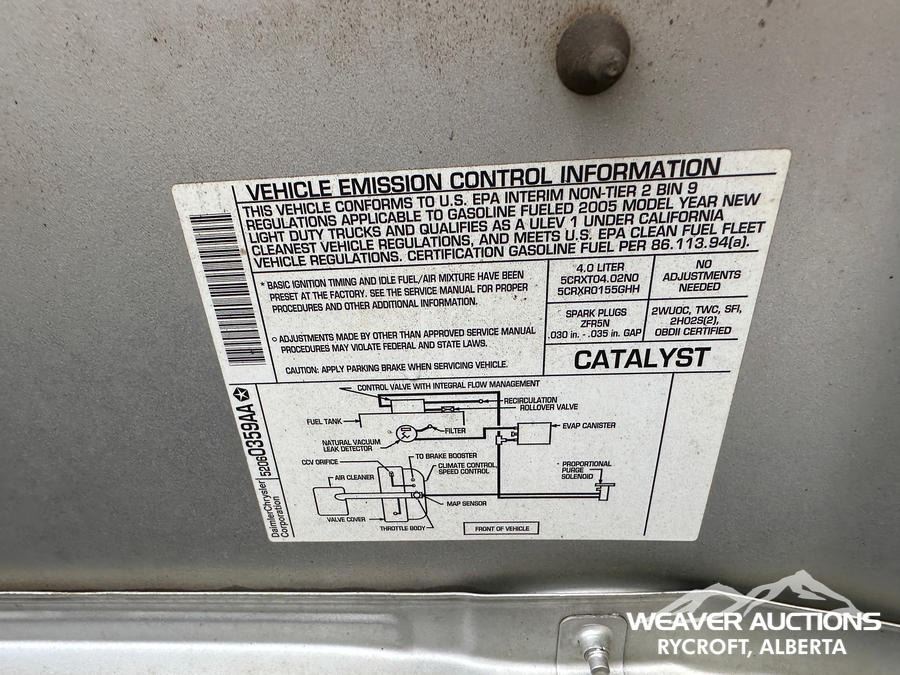 VEHICLE EMISSION CONTROL INFORMATION
THIS VEHICLE CONFORMS TO U.S. EPA INTERIM NON-TIER 2 BIN 9
REGULATIONS APPLICABLE TO GASOLINE FUELED 2005 MODEL YEAR NEW
LIGHT DUTY TRUCKS AND QUALIFIES AS A ULEV 1 UNDER CALIFORNIA
CLEANEST VEHICLE REGULATIONS, AND MEETS U.S. EPA CLEAN FUEL FLEET
VEHICLE REGULATIONS. CERTIFICATION GASOLINE FUEL PER 86.113.94(a).
* BASIC IGNITION TIMING AND IDLE FUEL/AIR MIXTURE HAVE BEEN
PRESET AT THE FACTORY. SEE THE SERVICE MANUAL FOR PROPER
PROCEDURES AND OTHER ADDITIONAL INFORMATION.
○ ADJUSTMENTS MADE BY OTHER THAN APPROVED SERVICE MANUAL
PROCEDURES MAY VIOLATE FEDERAL AND STATE LAWS.
CAUTION: APPLY PARKING BRAKE WHEN SERVICING VEHICLE.
4.0 LITER
5CRXT04.02N0
5CRXR0155GHH
NO
ADJUSTMENTS
NEEDED
SPARK PLUGS
ZFR5N
.030 in. - .035 in. GAP
2WUOC, TWC, SFI,
2HO2S(2),
OBDII CERTIFIED
CATALYST
CONTROL VALVE WITH INTEGRAL FLOW MANAGEMENT
RECIRCULATION
ROLLOVER VALVE
FUEL TANK
FILTER
EVAP CANISTER
NATURAL VACUUM
LEAK DETECTOR
TO BRAKE BOOSTER
CCV ORIFICE
CLIMATE CONTROL,
SPEED CONTROL
PROPORTIONAL
PURGE
SOLENOID
AIR CLEANER
MAP SENSOR
VALVE COVER
THROTTLE BODY
FRONT OF VEHICLE
DaimlerChrysler
Corporation
52060359AA
WEAVER AUCTIONS
RYCROFT, ALBERTA